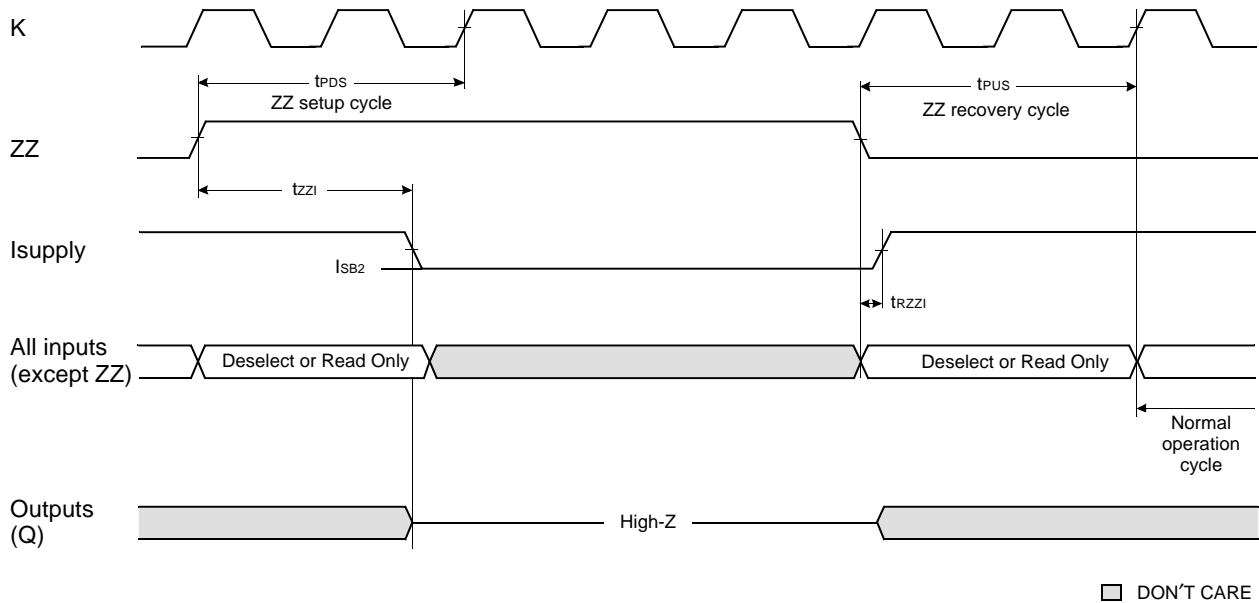 K
tPDS
ZZ setup cycle
tPUS
ZZ recovery cycle
ZZ
tZZI
Isupply
ISB2
tRZZI
All inputs
(except ZZ)
Deselect or Read Only
Deselect or Read Only
Normal
operation
cycle
Outputs
(Q)
High-Z
DON′T CARE